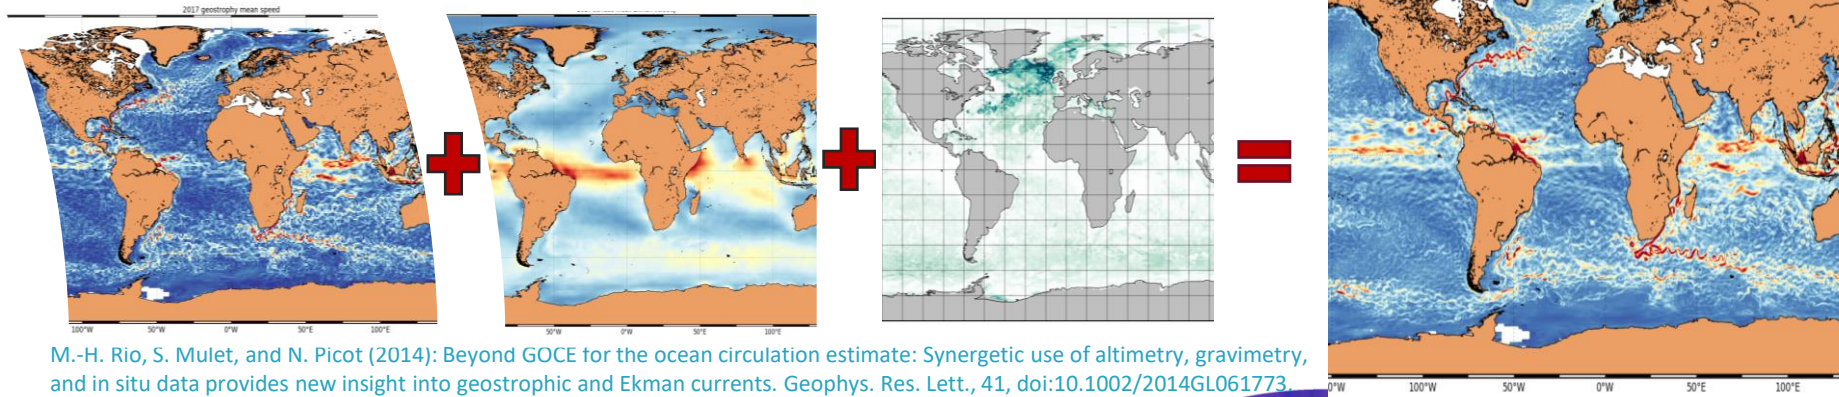 2017 geostrophy mean speed
100°W 50°W 0°W 50°E 100°E
50°W 0°W 50°E 100°E
°W 100°W 50°W 0°W 50°E 100°E
M.-H. Rio, S. Mulet, and N. Picot (2014): Beyond GOCE for the ocean circulation estimate: Synergetic use of altimetry, gravimetry,
and in situ data provides new insight into geostrophic and Ekman currents. Geophys. Res. Lett., 41, doi:10.1002/2014GL061773.